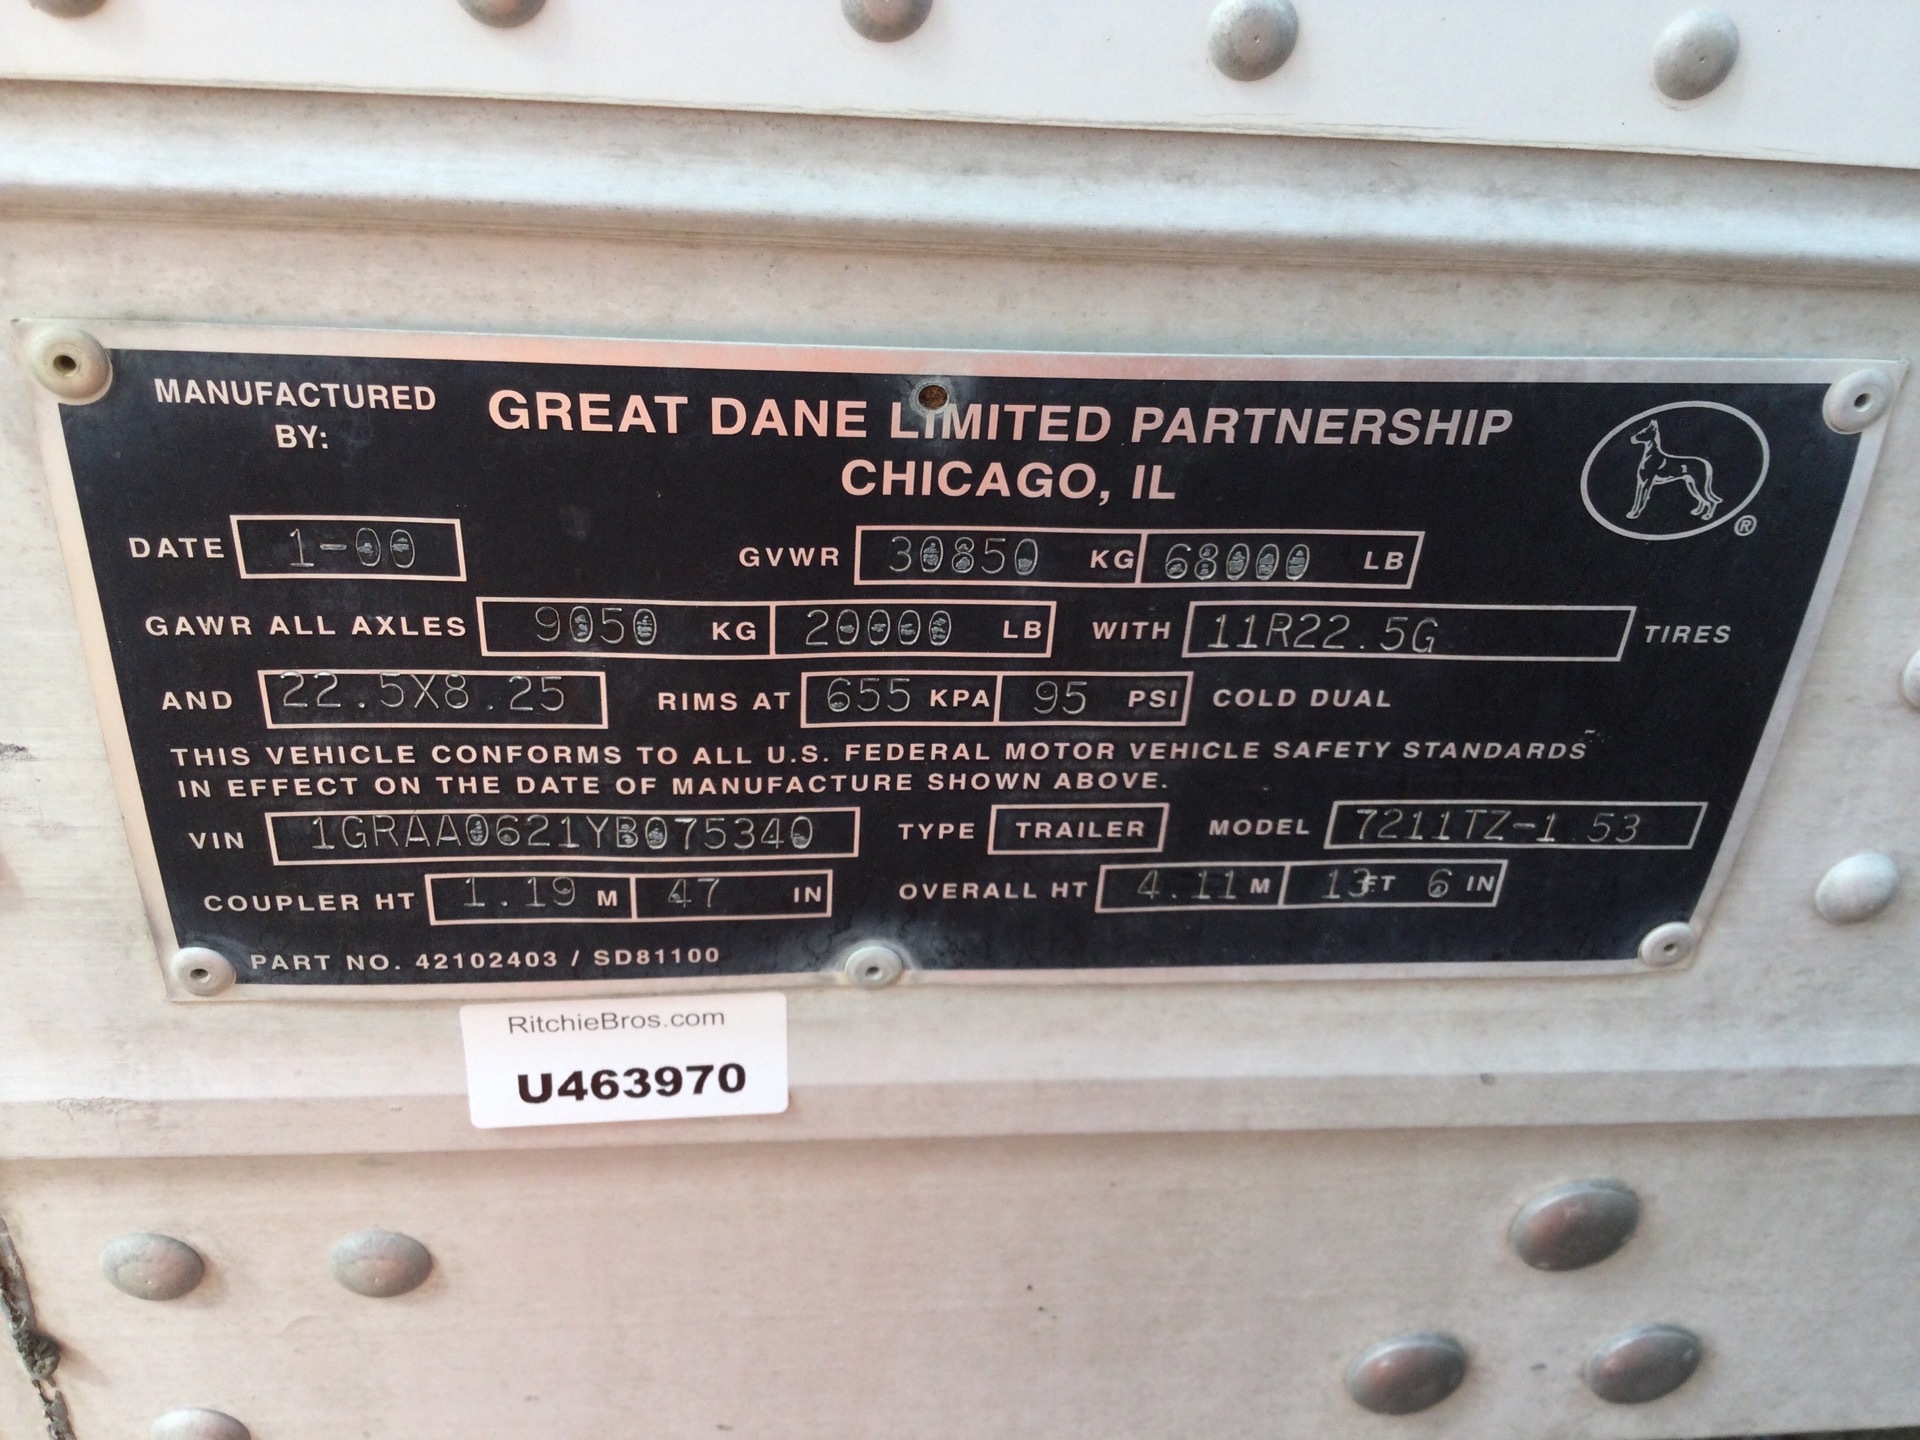 MANUFACTURED BY: GREAT DANE LIMITED PARTNERSHIP
CHICAGO, IL
®
DATE 1-00 GVWR 30850 KG 68000 LB
GAWR ALL AXLES 9050 KG 20000 LB WITH 11R22.5G TIRES
AND 22.5X8.25 RIMS AT 655 KPA 95 PSI COLD DUAL
THIS VEHICLE CONFORMS TO ALL U.S. FEDERAL MOTOR VEHICLE SAFETY STANDARDS
IN EFFECT ON THE DATE OF MANUFACTURE SHOWN ABOVE.
VIN 1GRAA0621YB075340 TYPE TRAILER MODEL 7211TZ-1 53
COUPLER HT 1.19 M 47 IN OVERALL HT 4.11 M 13 FT 6 IN
PART NO. 42102403 / SD81100
RitchieBros.com
U463970